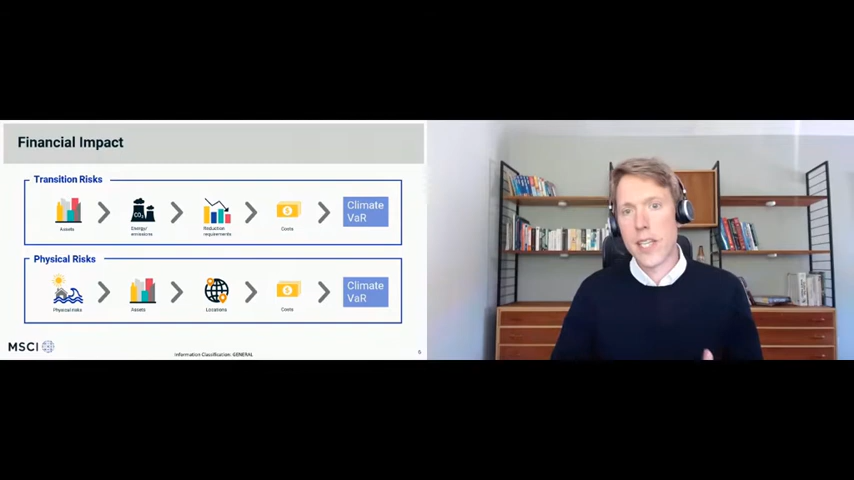 Financial Impact
Transition Risks
Assets
Energy/
emissions
CO₂
Reduction
requirements
Costs
Climate
VaR
Physical Risks
Physical risks
Assets
Locations
Costs
Climate
VaR
MSCI
Information Classification: GENERAL